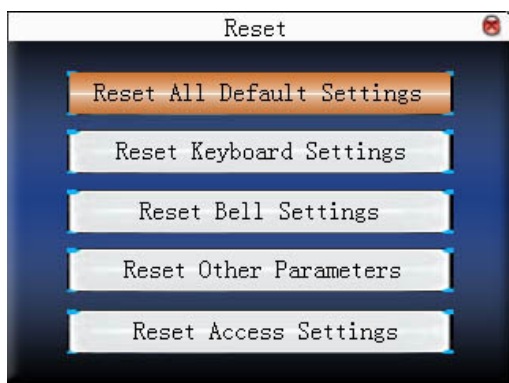 Reset
Reset All Default Settings
Reset Keyboard Settings
Reset Bell Settings
Reset Other Parameters
Reset Access Settings